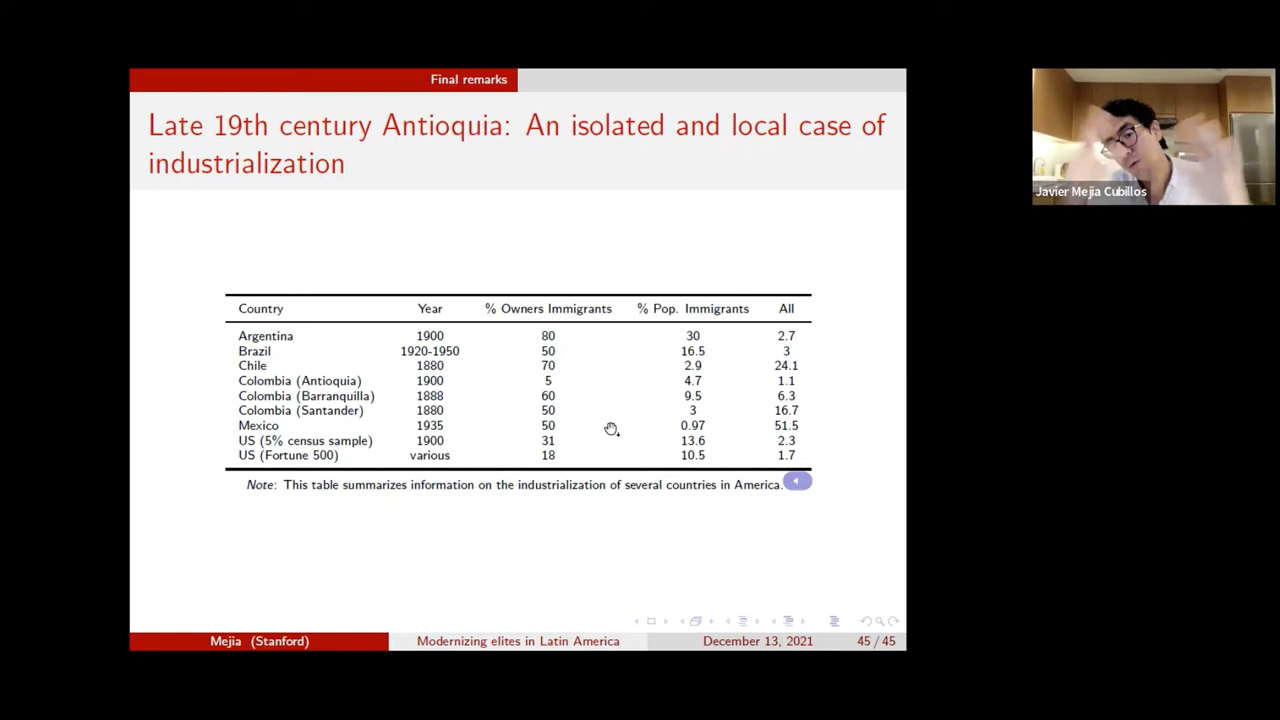 Final remarks
Late 19th century Antioquia: An isolated and local case of
industrialization
Country Year % Owners Immigrants % Pop. Immigrants All
Argentina 1900 80 30 2.7
Brazil 1920-1950 50 16.5 3
Chile 1880 70 2.9 24.1
Colombia (Antioquia) 1900 5 4.7 1.1
Colombia (Barranquilla) 1888 60 9.5 6.3
Colombia (Santander) 1880 50 3 16.7
Mexico 1935 50 0.97 51.5
US (5% census sample) 1900 31 13.6 2.3
US (Fortune 500) various 18 10.5 1.7
Note: This table summarizes information on the industrialization of several countries in America.
Mejia (Stanford) Modernizing elites in Latin America December 13, 2021 45 / 45
Javier Mejia Cubillos